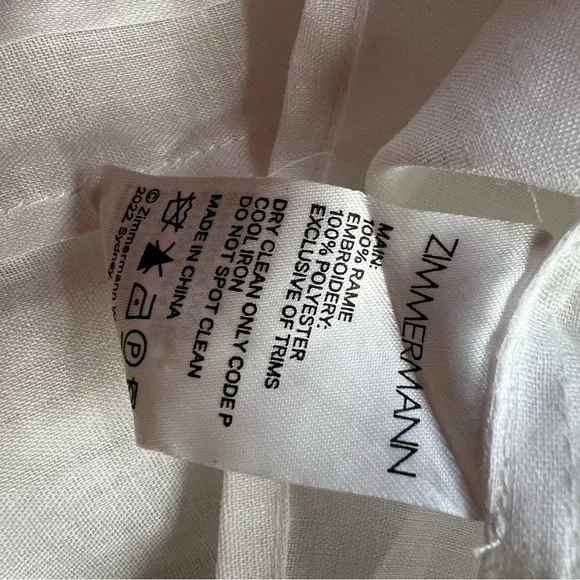 ZIMMERMANN
MAIN:
100% RAMIE
EMBROIDERY:
100% POLYESTER
EXCLUSIVE OF TRIMS
DRY CLEAN ONLY CODE P
COOL IRON
DO NOT SPOT CLEAN
MADE IN CHINA
P
© Zimmermann
2022 Sydney